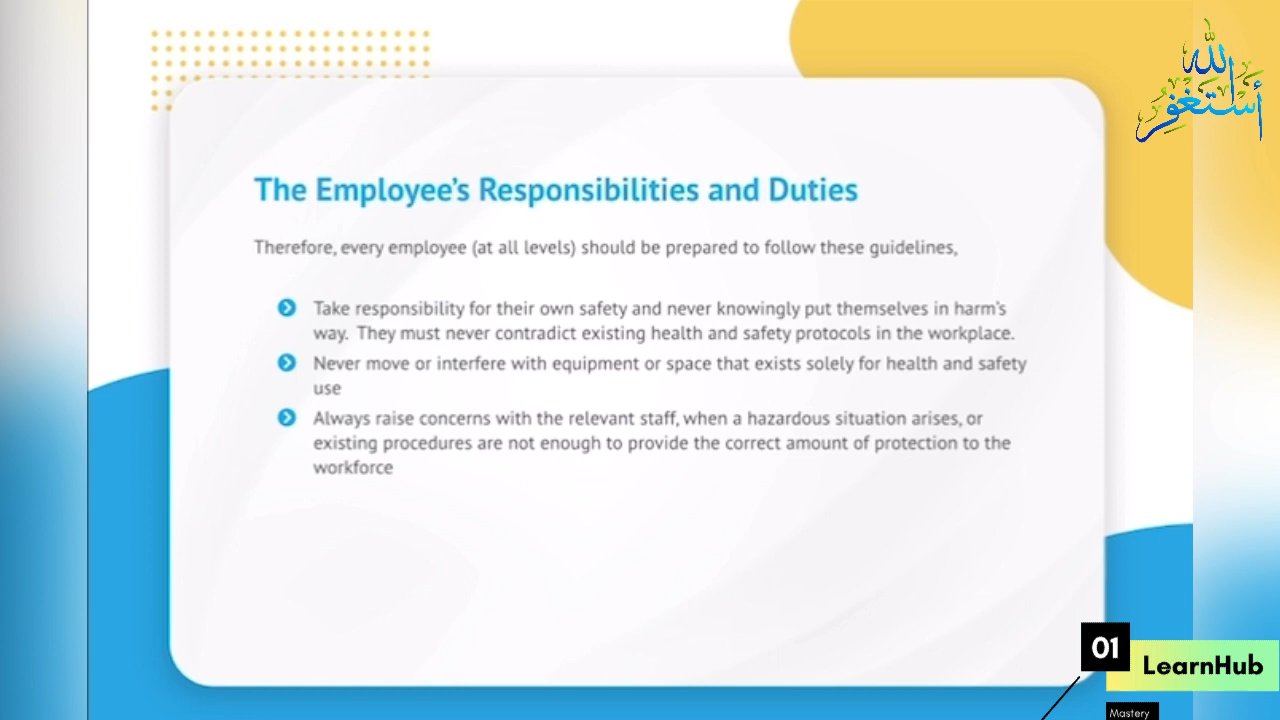 أستغفر الله
The Employee's Responsibilities and Duties
Therefore, every employee (at all levels) should be prepared to follow these guidelines,
Take responsibility for their own safety and never knowingly put themselves in harm's
way. They must never contradict existing health and safety protocols in the workplace.
Never move or interfere with equipment or space that exists solely for health and safety
use
Always raise concerns with the relevant staff, when a hazardous situation arises, or
existing procedures are not enough to provide the correct amount of protection to the
workforce
01
LearnHub
Mastery